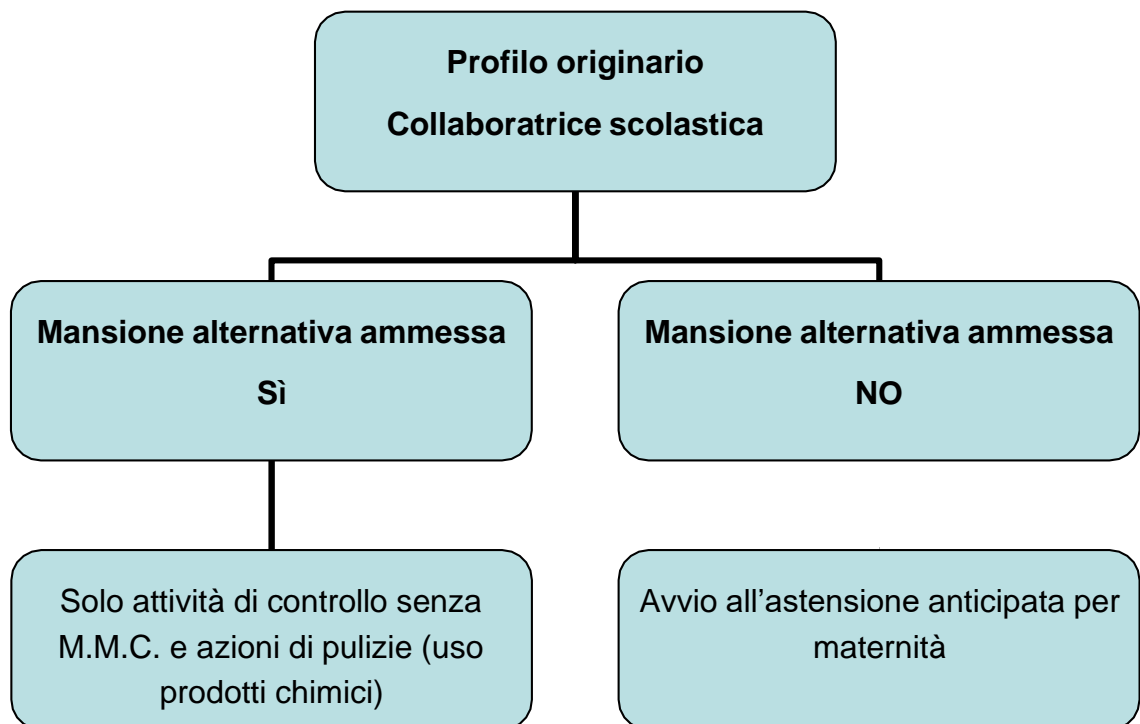 Profilo originario
Collaboratrice scolastica
Mansione alternativa ammessa
Sì
Mansione alternativa ammessa
NO
Solo attività di controllo senza
M.M.C. e azioni di pulizie (uso
prodotti chimici)
Avvio all’astensione anticipata per
maternità